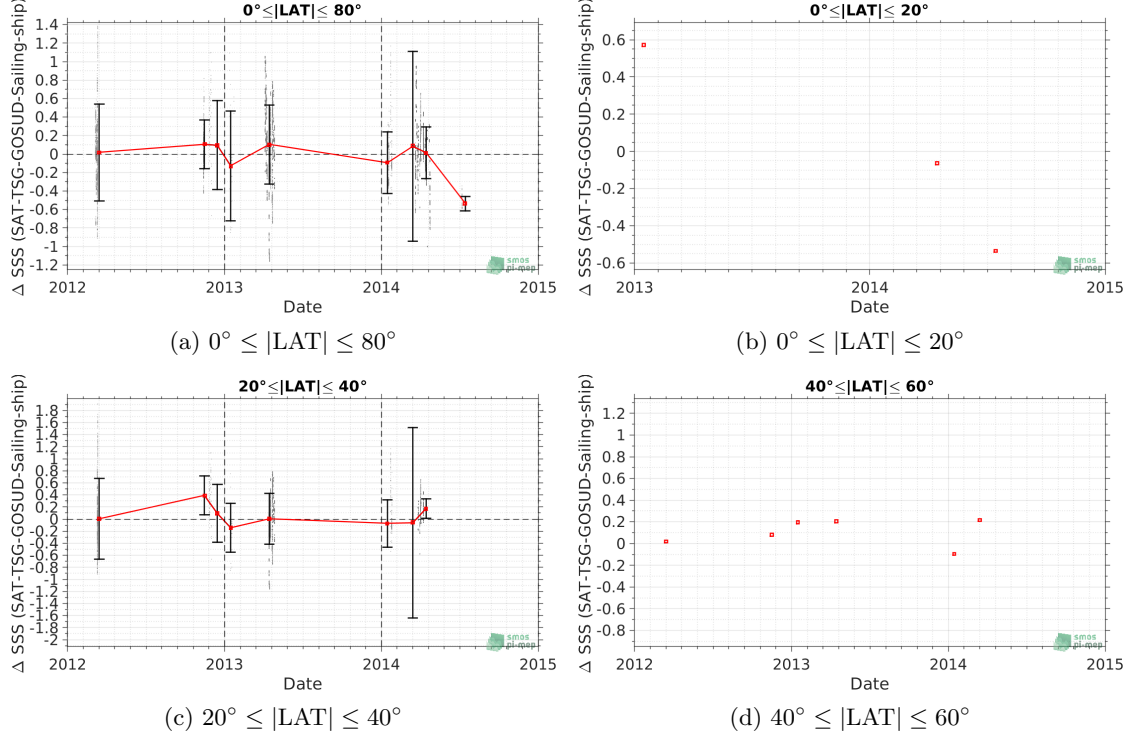 0°≤|LAT|≤ 80°
Δ SSS (SAT-TSG-GOSUD-Sailing-ship)
1.4
1.2
1
0.8
0.6
0.4
0.2
0
-0.2
-0.4
-0.6
-0.8
-1
-1.2
2012
2013
2014
2015
Date
smos
pi-mep
(a) 0° ≤ |LAT| ≤ 80°
0°≤|LAT|≤ 20°
Δ SSS (SAT-TSG-GOSUD-Sailing-ship)
0.6
0.4
0.2
0
-0.2
-0.4
-0.6
2013
2014
2015
Date
smos
pi-mep
(b) 0° ≤ |LAT| ≤ 20°
20°≤|LAT|≤ 40°
Δ SSS (SAT-TSG-GOSUD-Sailing-ship)
1.8
1.6
1.4
1.2
1
0.8
0.6
0.4
0.2
0
-0.2
-0.4
-0.6
-0.8
-1
-1.2
-1.4
-1.6
-1.8
-2
2012
2013
2014
2015
Date
smos
pi-mep
(c) 20° ≤ |LAT| ≤ 40°
40°≤|LAT|≤ 60°
Δ SSS (SAT-TSG-GOSUD-Sailing-ship)
1.2
1
0.8
0.6
0.4
0.2
0
-0.2
-0.4
-0.6
-0.8
2012
2013
2014
2015
Date
smos
pi-mep
(d) 40° ≤ |LAT| ≤ 60°